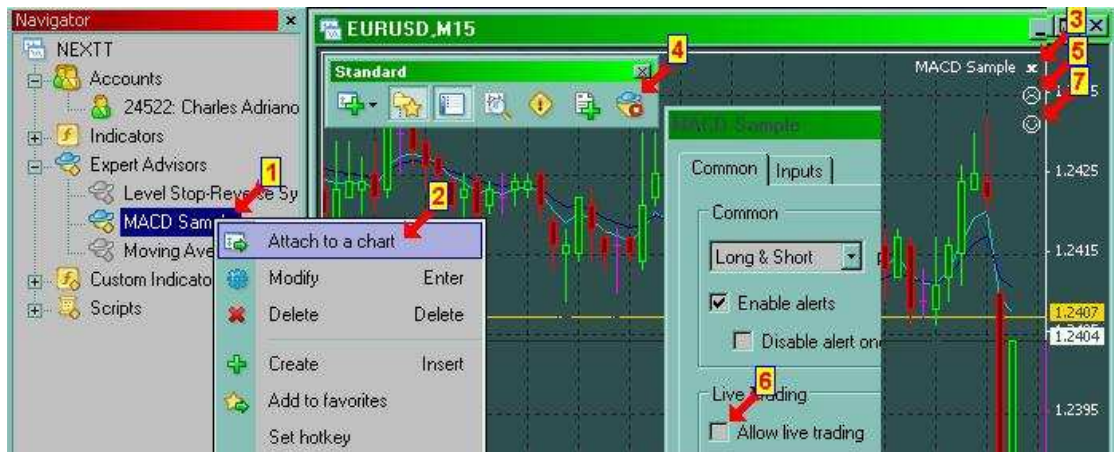 Navigator
NEXTT
Accounts
24522: Charles Adriano
Indicators
Expert Advisors
1
Level Stop-Reverse Sy
MACD Sam
Moving Ave
Custom Indicato
Scripts
2
Attach to a chart
Modify Enter
Delete Delete
Create Insert
Add to favorites
Set hotkey
EURUSD,M15
3
Standard
4
MACD Sample
5
7
MACD Sample
Common Inputs
Common
Long & Short
Enable alerts
Disable alert on
6
Live Trading
Allow live trading
1.2425
1.2415
1.2407
1.2404
1.2395